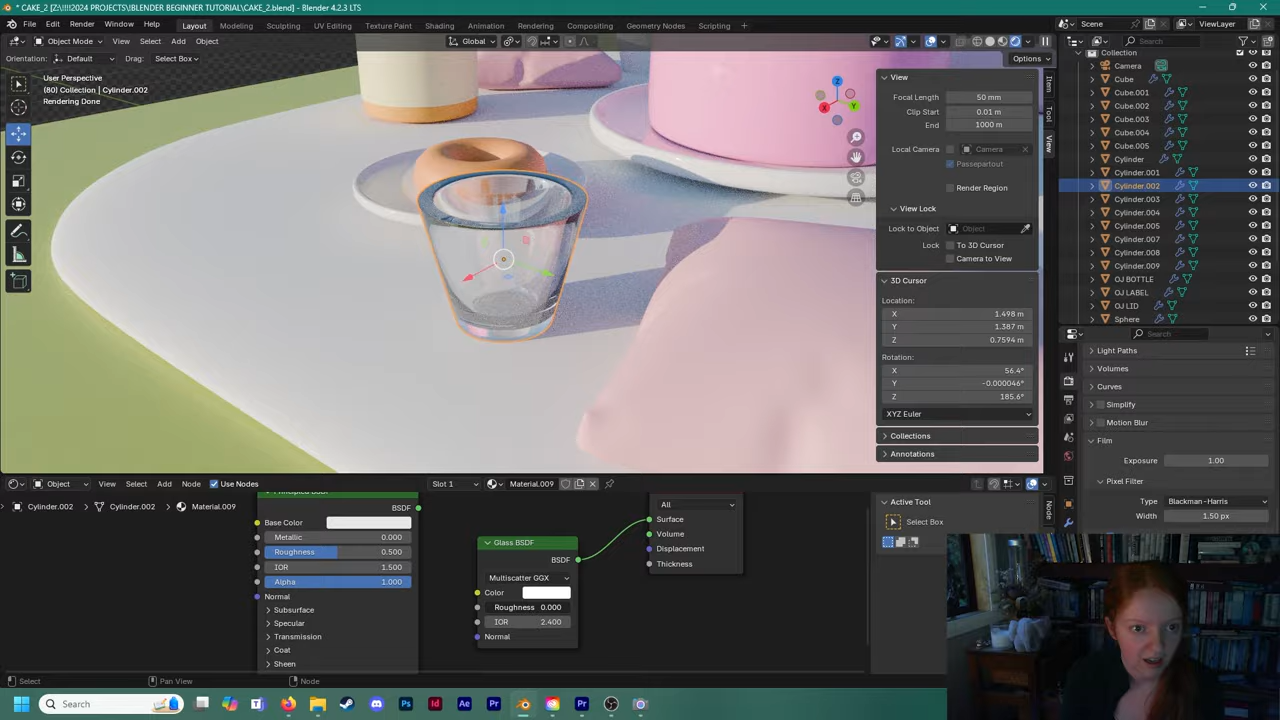 * CAKE_2 [Z:\!!!!2024 PROJECTS\BLENDER BEGINNER TUTORIAL\CAKE_2.blend] - Blender 4.2.3 LTS
File Edit Render Window Help Layout Modeling Sculpting UV Editing Texture Paint Shading Animation Rendering Compositing Geometry Nodes Scripting + Scene ViewLayer
Object Mode View Select Add Object Global Options Search
Orientation: Default Drag: Select Box
User Perspective
(80) Collection | Cylinder.002
Rendering Done
Z
X
Y
View
Focal Length 50 mm
Clip Start 0.01 m
End 1000 m
Local Camera Camera
Passepartout
Render Region
View Lock
Lock to Object Object
Lock To 3D Cursor
Camera to View
3D Cursor
Location:
X 1.498 m
Y 1.387 m
Z 0.7594 m
Rotation:
X 56.4°
Y -0.000046°
Z 185.6°
XYZ Euler
Collections
Annotations
Item
Tool
View
Collection
Camera
Cube
Cube.001
Cube.002
Cube.003
Cube.004
Cube.005
Cylinder
Cylinder.001
Cylinder.002
Cylinder.003
Cylinder.004
Cylinder.005
Cylinder.007
Cylinder.008
Cylinder.009
OJ BOTTLE
OJ LABEL
OJ LID
Sphere
Search
Light Paths
Volumes
Curves
Simplify
Motion Blur
Film
Exposure 1.00
Pixel Filter
Type Blackman-Harris
Width 1.50 px
Object View Select Add Node Use Nodes Slot 1 Material.009
Cylinder.002 > Cylinder.002 > Material.009
BSDF
Base Color
Metallic 0.000
Roughness 0.500
IOR 1.500
Alpha 1.000
Normal
Subsurface
Specular
Transmission
Coat
Sheen
Glass BSDF
BSDF
Multiscatter GGX
Color
Roughness 0.000
IOR 2.400
Normal
All
Surface
Volume
Displacement
Thickness
Active Tool
Select Box
Node
Select Pan View Node
Search